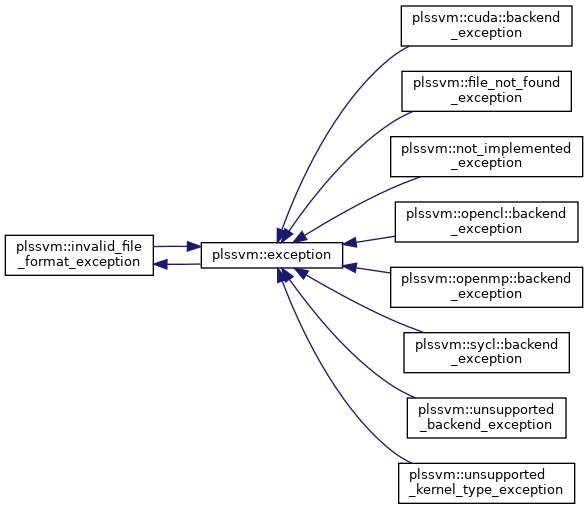 plssvm::cuda::backend
_exception
plssvm::file_not_found
_exception
plssvm::not_implemented
_exception
plssvm::opencl::backend
_exception
plssvm::invalid_file
_format_exception
plssvm::exception
plssvm::openmp::backend
_exception
plssvm::sycl::backend
_exception
plssvm::unsupported
_backend_exception
plssvm::unsupported
_kernel_type_exception